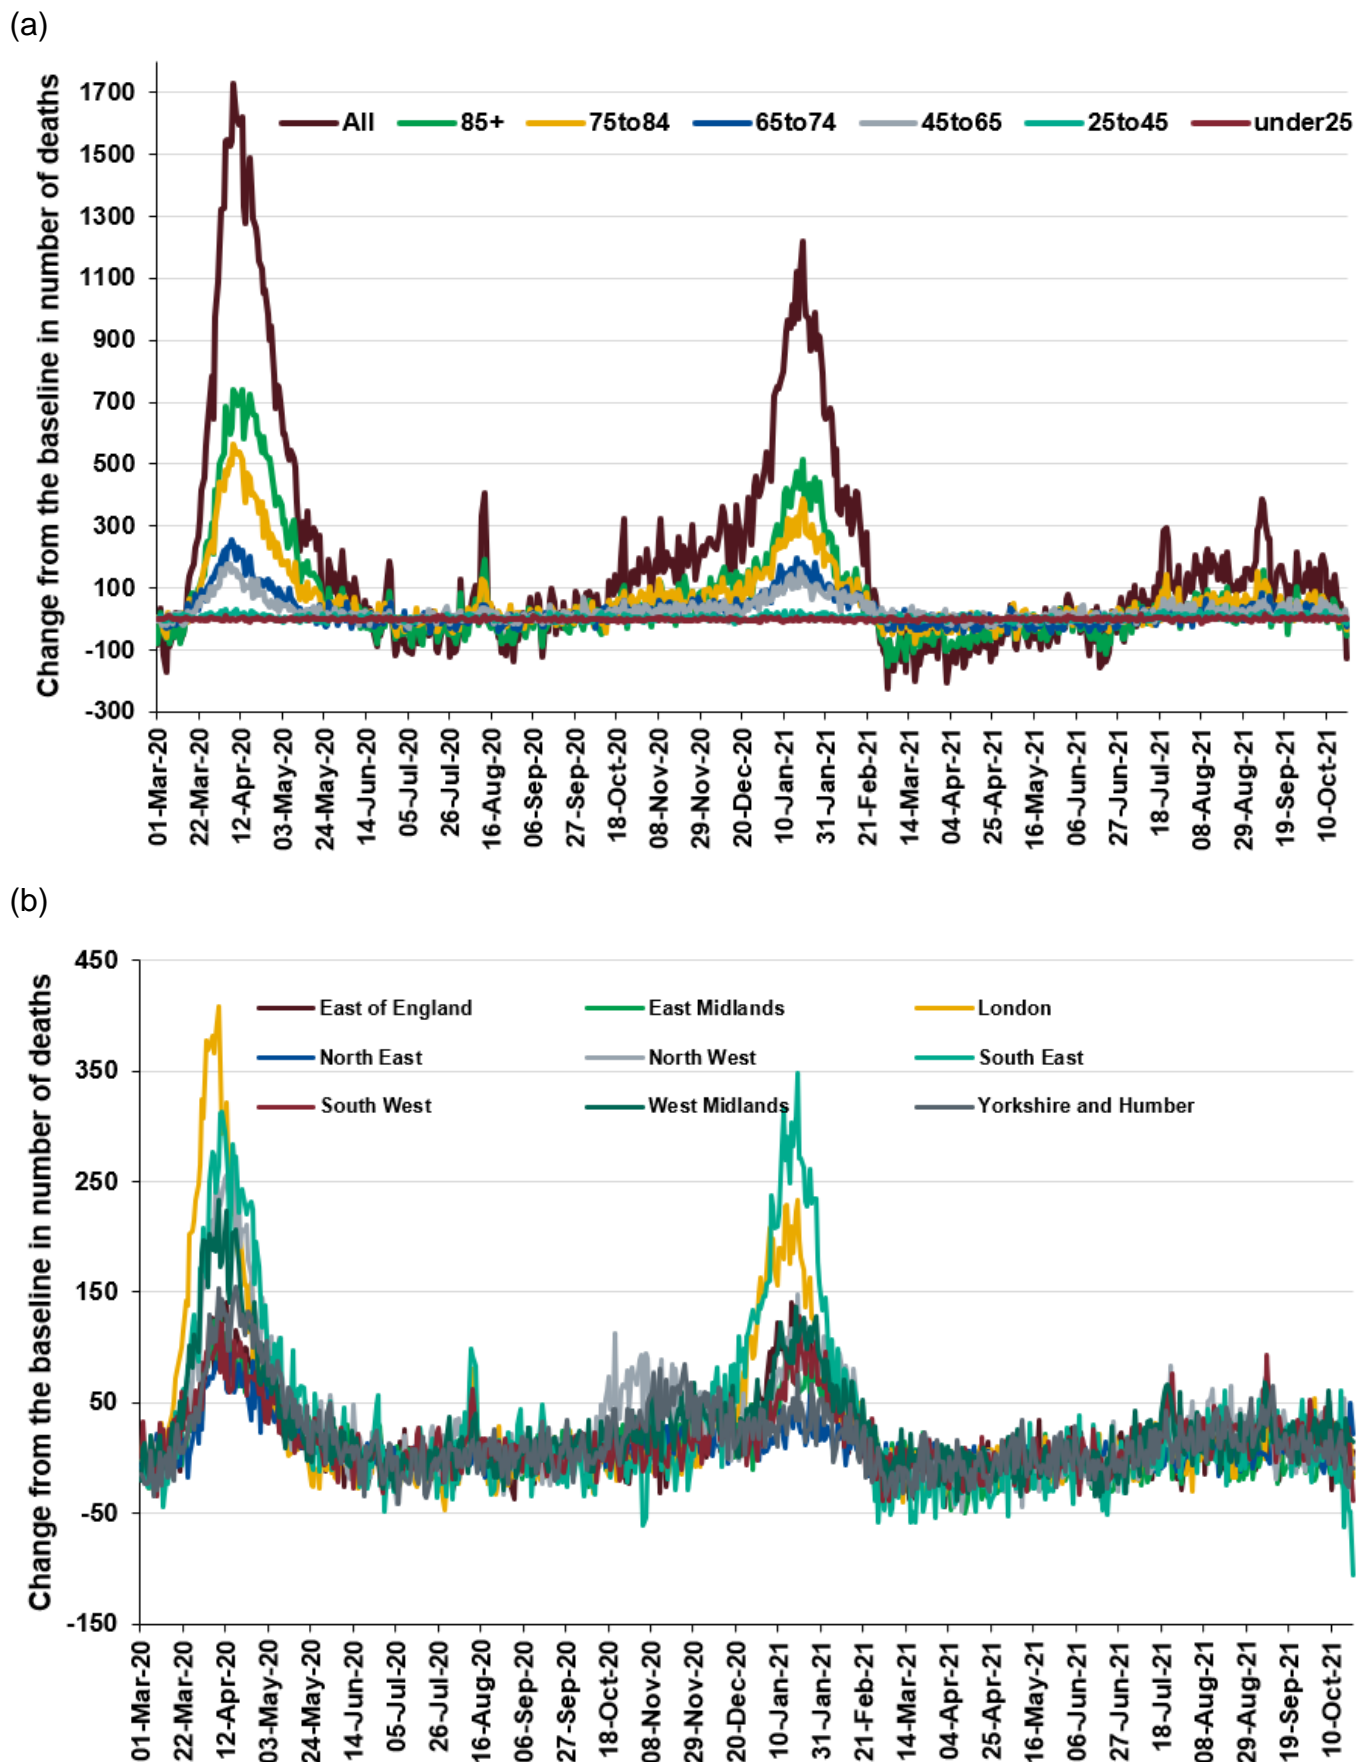 (a)
Change from the baseline in number of deaths
1700
1500
1300
1100
900
700
500
300
100
-100
-300
All 85+ 75to84 65to74 45to65 25to45 under25
01-Mar-20 22-Mar-20 12-Apr-20 03-May-20 24-May-20 14-Jun-20 05-Jul-20 26-Jul-20 16-Aug-20 06-Sep-20 27-Sep-20 18-Oct-20 08-Nov-20 29-Nov-20 20-Dec-20 10-Jan-21 31-Jan-21 21-Feb-21 14-Mar-21 04-Apr-21 25-Apr-21 16-May-21 06-Jun-21 27-Jun-21 18-Jul-21 08-Aug-21 29-Aug-21 19-Sep-21 10-Oct-21
(b)
Change from the baseline in number of deaths
450
350
250
150
50
-50
-150
East of England East Midlands London
North East North West South East
South West West Midlands Yorkshire and Humber
01-Mar-20 22-Mar-20 12-Apr-20 03-May-20 24-May-20 14-Jun-20 05-Jul-20 26-Jul-20 16-Aug-20 06-Sep-20 27-Sep-20 18-Oct-20 08-Nov-20 29-Nov-20 20-Dec-20 10-Jan-21 31-Jan-21 21-Feb-21 14-Mar-21 04-Apr-21 25-Apr-21 16-May-21 06-Jun-21 27-Jun-21 18-Jul-21 08-Aug-21 29-Aug-21 19-Sep-21 10-Oct-21